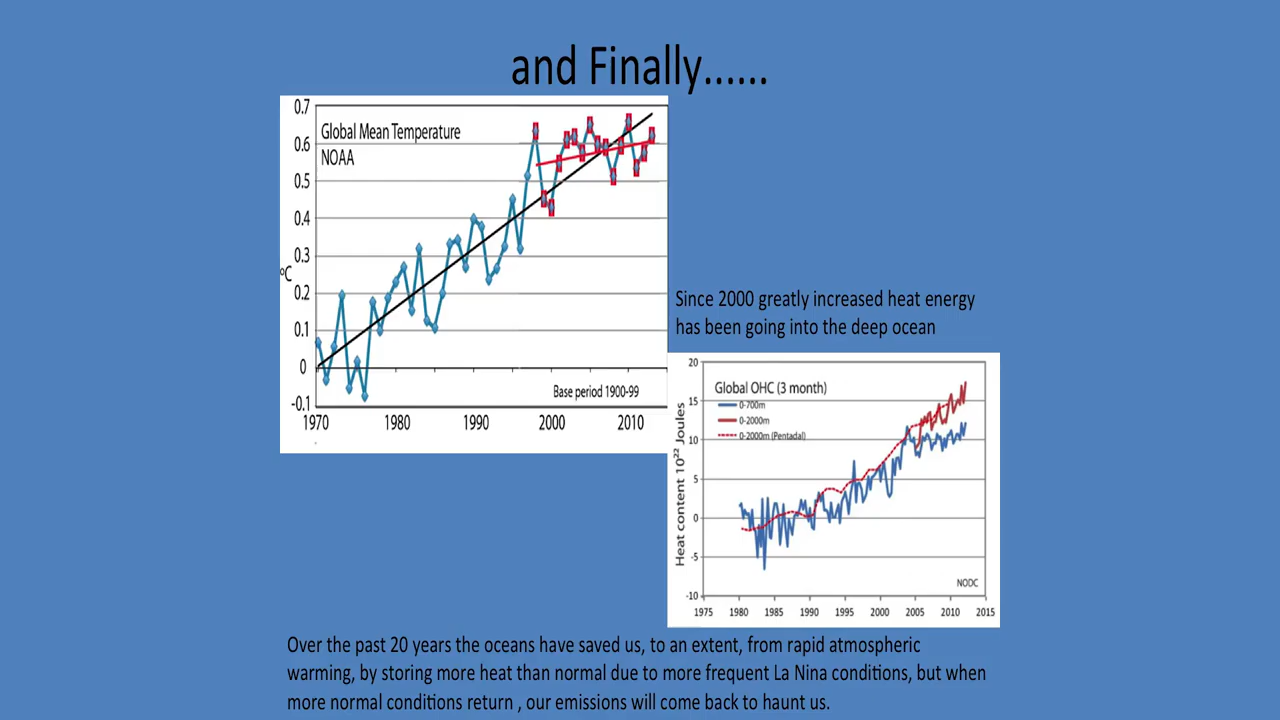 and Finally......
0.7
Global Mean Temperature
NOAA
0.6
0.5
0.4
0.3
ºC
0.2
0.1
0
-0.1
Base period 1900-99
1970
1980
1990
2000
2010
Since 2000 greatly increased heat energy
has been going into the deep ocean
20
15
10
5
0
-5
-10
Heat content 10²² Joules
Global OHC (3 month)
0-700m
0-2000m
0-2000m (Pentadal)
NODC
1975
1980
1985
1990
1995
2000
2005
2010
2015
Over the past 20 years the oceans have saved us, to an extent, from rapid atmospheric
warming, by storing more heat than normal due to more frequent La Nina conditions, but when
more normal conditions return , our emissions will come back to haunt us.